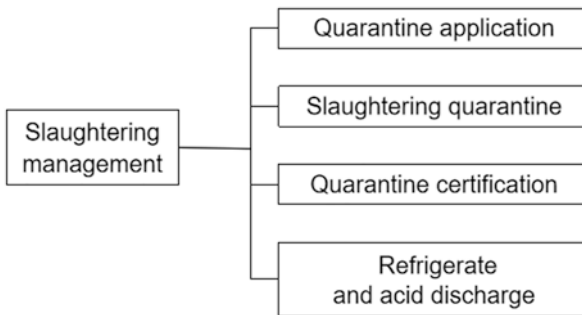 Slaughtering
management
Quarantine application
Slaughtering quarantine
Quarantine certification
Refrigerate
and acid discharge